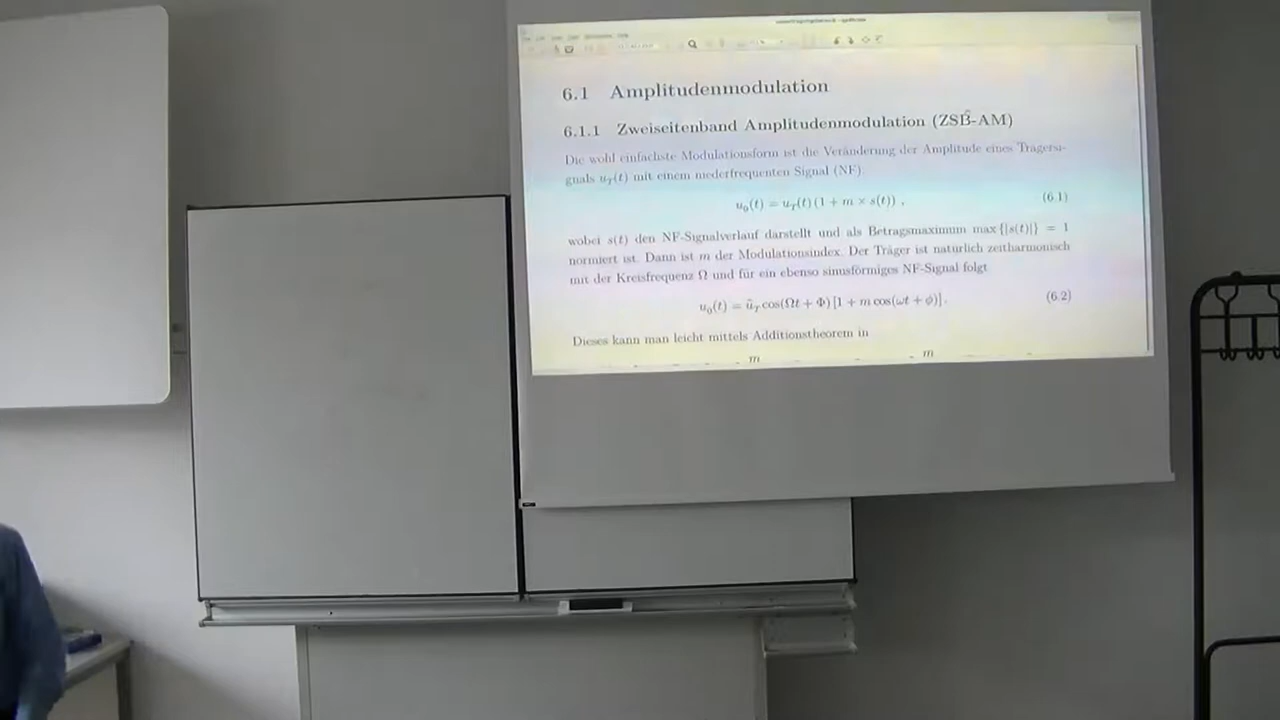 6.1 Amplitudenmodulation
6.1.1 Zweiseitenband Amplitudenmodulation (ZSB-AM)
Die wohl einfachste Modulationsform ist die Veränderung der Amplitude eines Trägersi-
gnals u_T(t) mit einem niederfrequenten Signal (NF)
u_0(t) = u_T(t) (1 + m × s(t)) , (6.1)
wobei s(t) den NF-Signalverlauf darstellt und als Betragsmaximum max {|s(t)|} = 1
normiert ist. Dann ist m der Modulationsindex. Der Träger ist natürlich zeitharmonisch
mit der Kreisfrequenz Ω und für ein ebenso sinusförmiges NF-Signal folgt
u_0(t) = û_T cos(Ωt + Φ) [1 + m cos(ωt + ϕ)] . (6.2)
Dieses kann man leicht mittels Additionstheorem in
m m